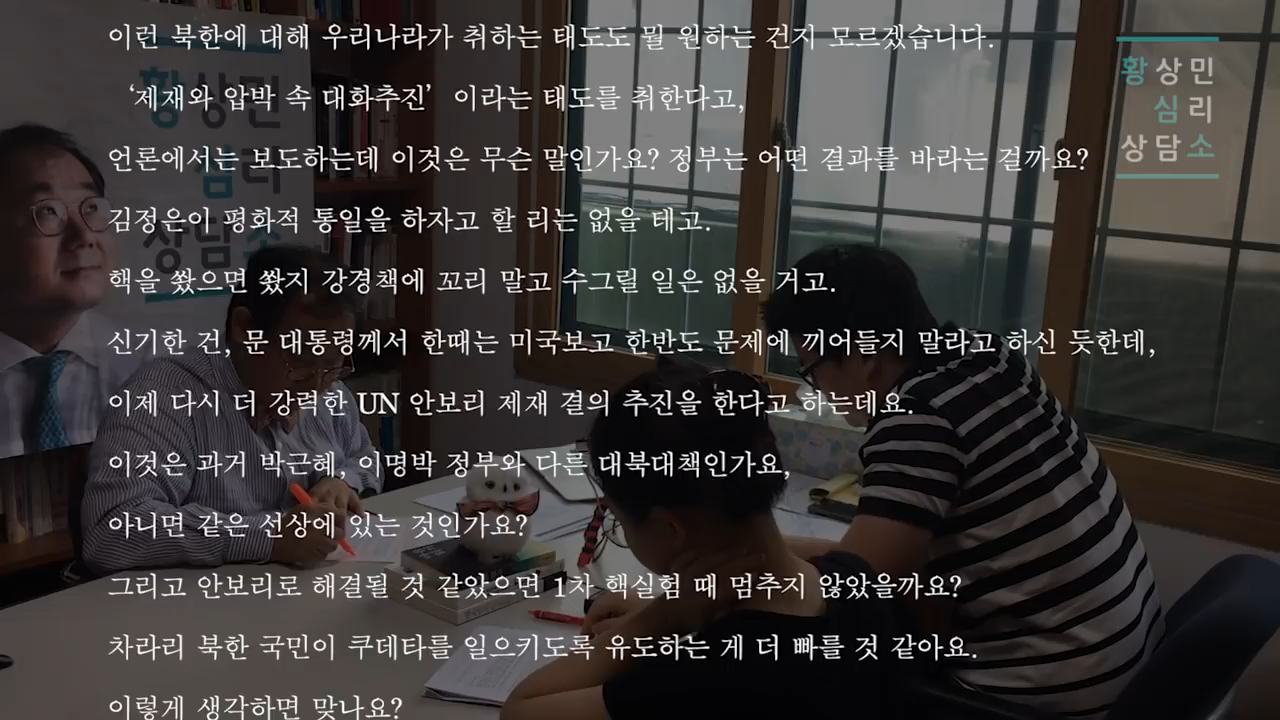 이런 북한에 대해 우리나라가 취하는 태도도 뭘 원하는 건지 모르겠습니다.
‘제재와 압박 속 대화추진’ 이라는 태도를 취한다고,
언론에서는 보도하는데 이것은 무슨 말인가요? 정부는 어떤 결과를 바라는 걸까요?
김정은이 평화적 통일을 하자고 할 리는 없을 테고.
핵을 쐈으면 쐈지 강경책에 꼬리 말고 수그릴 일은 없을 거고.
신기한 건, 문 대통령께서 한때는 미국보고 한반도 문제에 끼어들지 말라고 하신 듯한데,
이제 다시 더 강력한 UN 안보리 제재 결의 추진을 한다고 하는데요.
이것은 과거 박근혜, 이명박 정부와 다른 대북대책인가요,
아니면 같은 선상에 있는 것인가요?
그리고 안보리로 해결될 것 같았으면 1차 핵실험 때 멈추지 않았을까요?
차라리 북한 국민이 쿠데타를 일으키도록 유도하는 게 더 빠를 것 같아요.
이렇게 생각하면 맞나요?
황상민
심리
상담소
황상민
심리
상담소